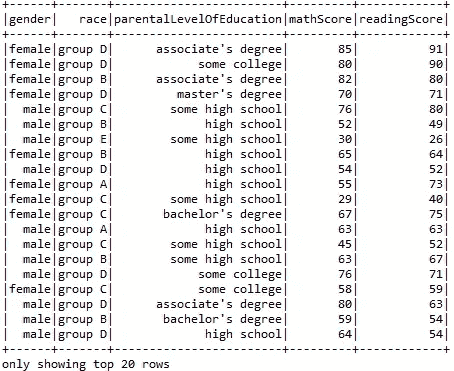 +------+-------+------------------------+---------+------------+
|gender|   race|parentalLevelOfEducation|mathScore|readingScore|
+------+-------+------------------------+---------+------------+
|female|group D|      associate's degree|       85|          91|
|female|group D|            some college|       80|          90|
|female|group B|      associate's degree|       82|          80|
|female|group D|         master's degree|       70|          71|
|  male|group C|        some high school|       76|          80|
|  male|group B|             high school|       52|          49|
|  male|group E|        some high school|       30|          26|
|female|group B|             high school|       65|          64|
|  male|group D|             high school|       54|          52|
|female|group A|             high school|       55|          73|
|female|group C|        some high school|       29|          40|
|female|group C|       bachelor's degree|       67|          75|
|  male|group A|             high school|       63|          63|
|  male|group C|        some high school|       45|          52|
|  male|group B|        some high school|       63|          67|
|  male|group D|            some college|       76|          71|
|female|group C|            some college|       58|          59|
|  male|group D|      associate's degree|       80|          63|
|  male|group B|       bachelor's degree|       59|          54|
|  male|group D|             high school|       64|          54|
+------+-------+------------------------+---------+------------+
only showing top 20 rows